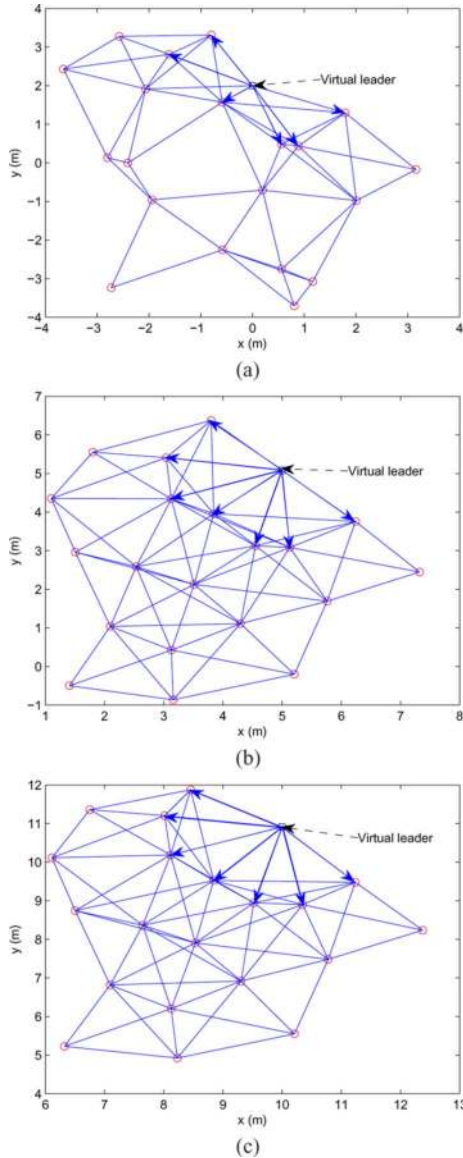 4
3
2
1
0
−1
−2
−3
−4
y (m)
Virtual leader
−4 −3 −2 −1 0 1 2 3 4
x (m)
(a)
7
6
5
4
3
2
1
0
−1
y (m)
Virtual leader
1 2 3 4 5 6 7 8
x (m)
(b)
12
11
10
9
8
7
6
5
4
y (m)
Virtual leader
6 7 8 9 10 11 12 13
x (m)
(c)